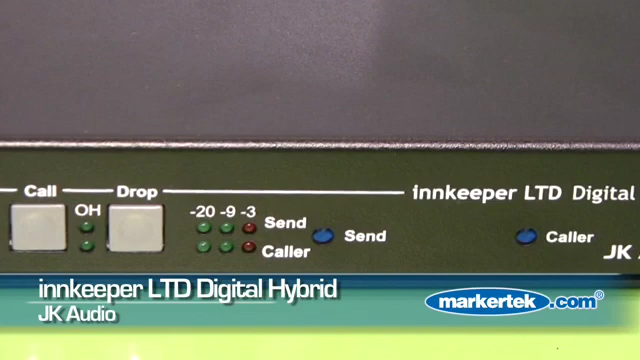 Call Drop innkeeper LTD Digital
OH -20 -9 -3
Send Send Caller
Caller JK
innkeeper LTD Digital Hybrid
JK Audio
markertek.com®